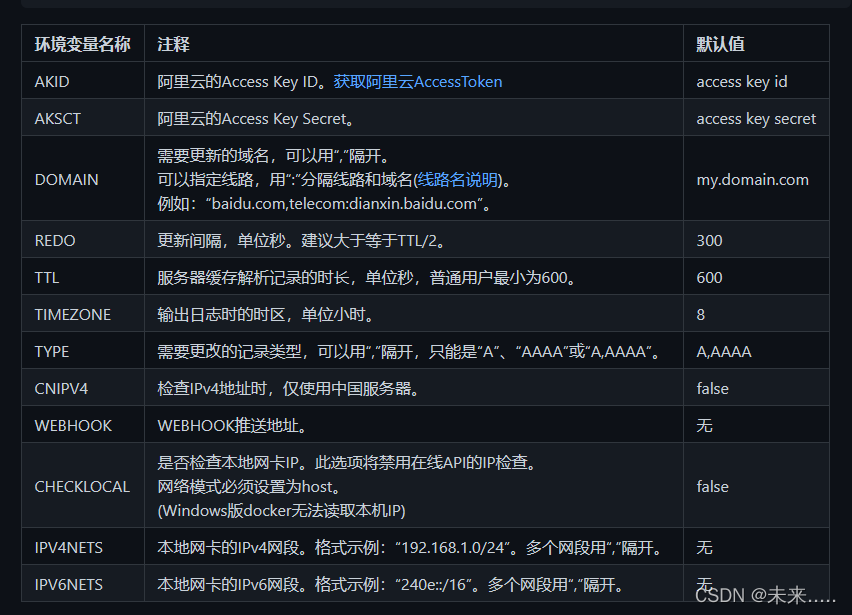 环境变量名称 注释 默认值
AKID 阿里云的Access Key ID。获取阿里云AccessToken access key id
AKSCT 阿里云的Access Key Secret。 access key secret
DOMAIN 需要更新的域名，可以用“,”隔开。
可以指定线路，用“:”分隔线路和域名(线路名说明)。 my.domain.com
例如：“baidu.com,telecom:dianxin.baidu.com”。
REDO 更新间隔，单位秒。建议大于等于TTL/2。 300
TTL 服务器缓存解析记录的时长，单位秒，普通用户最小为600。 600
TIMEZONE 输出日志时的时区，单位小时。 8
TYPE 需要更改的记录类型，可以用“,”隔开，只能是“A”、“AAAA”或“A,AAAA”。 A,AAAA
CNIPV4 检查IPv4地址时，仅使用中国服务器。 false
WEBHOOK WEBHOOK推送地址。 无
CHECKLOCAL 是否检查本地网卡IP。此选项将禁用在线API的IP检查。
网络模式必须设置为host。 false
(Windows版docker无法读取本机IP)
IPV4NETS 本地网卡的IPv4网段。格式示例：“192.168.1.0/24”。多个网段用“,”隔开。 无
IPV6NETS 本地网卡的IPv6网段。格式示例：“240e::/16”。多个网段用“,”隔开。 无
CSDN @未来.....